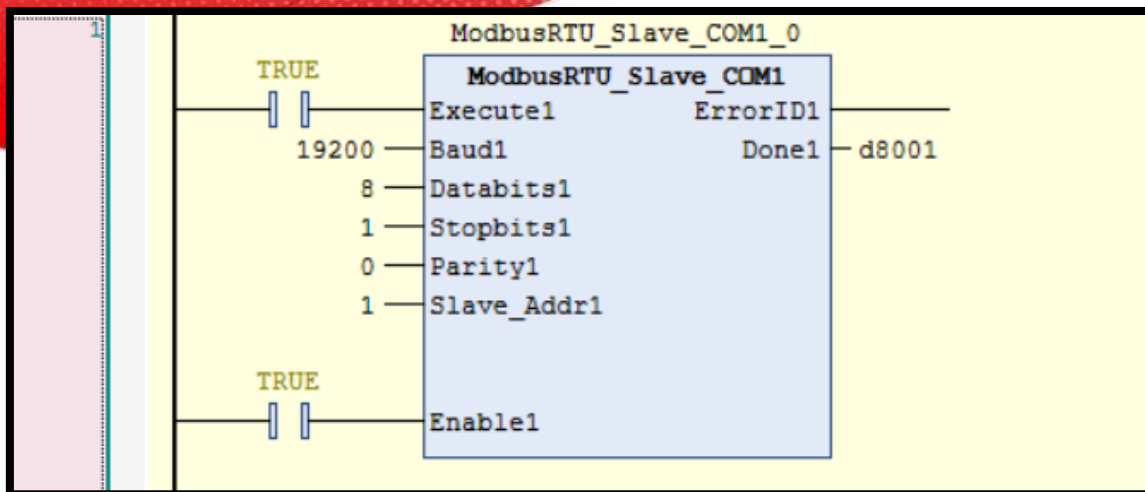 1
ModbusRTU_Slave_COM1_0
TRUE
ModbusRTU_Slave_COM1
Execute1 ErrorID1
19200 Baud1 Done1 d8001
8 Databits1
1 Stopbits1
0 Parity1
1 Slave_Addr1
TRUE
Enable1